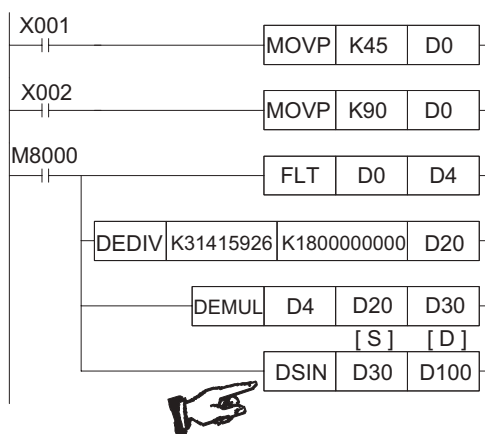 X001
MOVP K45 D0
X002
MOVP K90 D0
M8000
FLT D0 D4
DEDIV K31415926 K1800000000 D20
DEMUL D4 D20 D30
[ S ] [ D ]
DSIN D30 D100